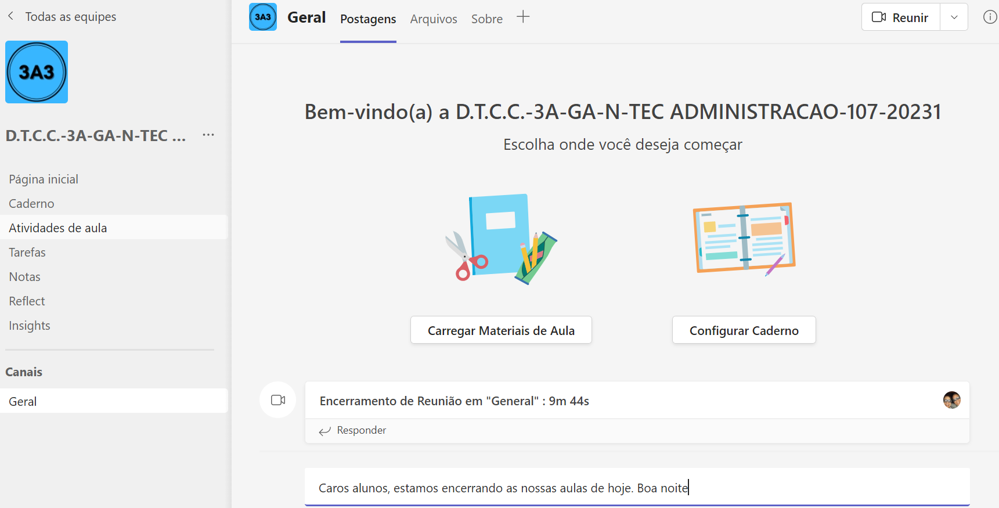 Todas as equipes
3A3
D.T.C.C.-3A-GA-N-TEC ...
Página inicial
Caderno
Atividades de aula
Tarefas
Notas
Reflect
Insights
Canais
Geral
3A3
Geral
Postagens
Arquivos
Sobre
Reunir
Bem-vindo(a) a D.T.C.C.-3A-GA-N-TEC ADMINISTRACAO-107-20231
Escolha onde você deseja começar
Carregar Materiais de Aula
Configurar Caderno
Encerramento de Reunião em "General" : 9m 44s
Responder
Caros alunos, estamos encerrando as nossas aulas de hoje. Boa noite